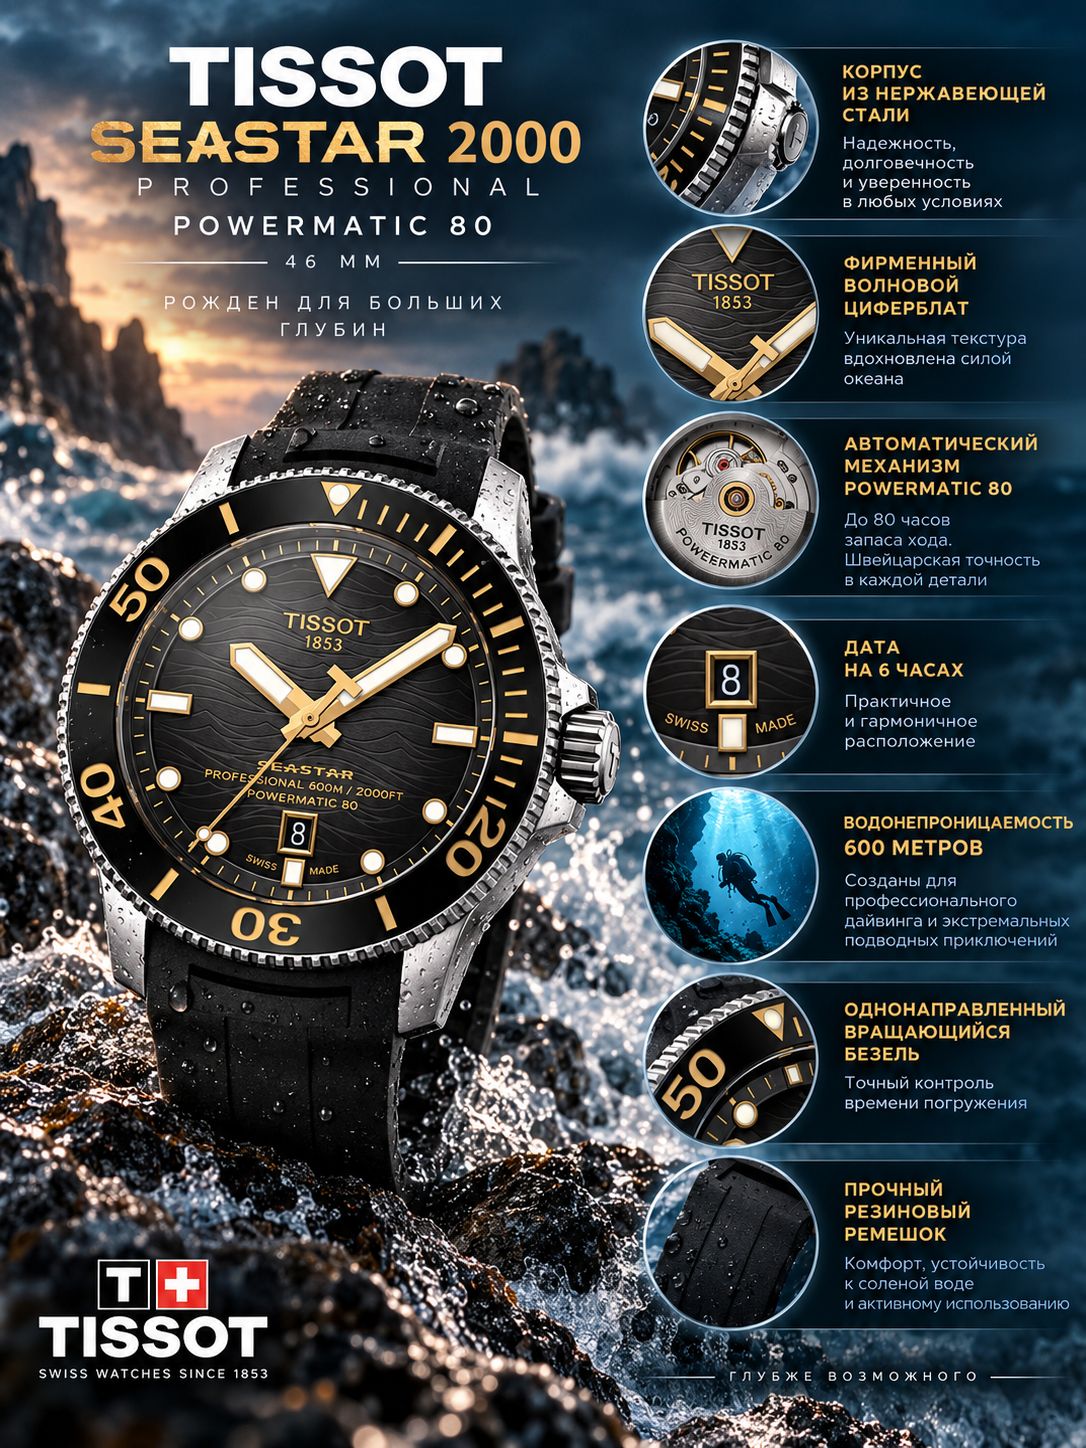 TISSOT
SEASTAR 2000
PROFESSIONAL
POWERMATIC 80
46 MM
РОЖДЕН ДЛЯ БОЛЬШИХ
ГЛУБИН
50
40
30
20
10
TISSOT
1853
SEASTAR
PROFESSIONAL 600M / 2000FT
POWERMATIC 80
8
SWISS MADE
T
TISSOT
SWISS WATCHES SINCE 1853
КОРПУС
ИЗ НЕРЖАВЕЮЩЕЙ
СТАЛИ
Надежность,
долговечность
и уверенность
в любых условиях
TISSOT
1853
ФИРМЕННЫЙ
ВОЛНОВОЙ
ЦИФЕРБЛАТ
Уникальная текстура
вдохновлена силой
океана
TISSOT
1853
POWEERMATIC 80
АВТОМАТИЧЕСКИЙ
МЕХАНИЗМ
POWERMATIC 80
До 80 часов
запаса хода.
Швейцарская точность
в каждой детали
8
SWISS MADE
ДАТА
НА 6 ЧАСАХ
Практичное
и гармоничное
расположение
ВОДОНЕПРОНИЦАЕМОСТЬ
600 МЕТРОВ
Созданы для
профессионального
дайвинга и экстремальных
подводных приключений
50
ОДНОНАПРАВЛЕННЫЙ
ВРАЩАЮЩИЙСЯ
БЕЗЕЛЬ
Точный контроль
времени погружения
ПРОЧНЫЙ
РЕЗИНОВЫЙ
РЕМЕШОК
Комфорт, устойчивость
к соленой воде
и активному использованию
ГЛУБЖЕ ВОЗМОЖНОГО